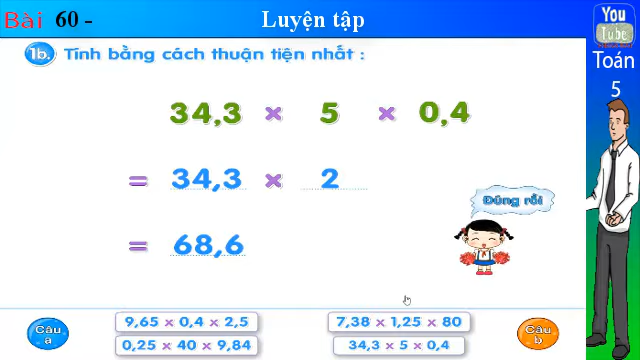 Bài 60 - Luyện tập
You
Tube
Toán
5
1b. Tính bằng cách thuận tiện nhất :
34,3 × 5 × 0,4
= 34,3 × 2
Đúng rồi
= 68,6
Câu a
9,65 × 0,4 × 2,5
7,38 × 1,25 × 80
Câu b
0,25 × 40 × 9,84
34,3 × 5 × 0,4